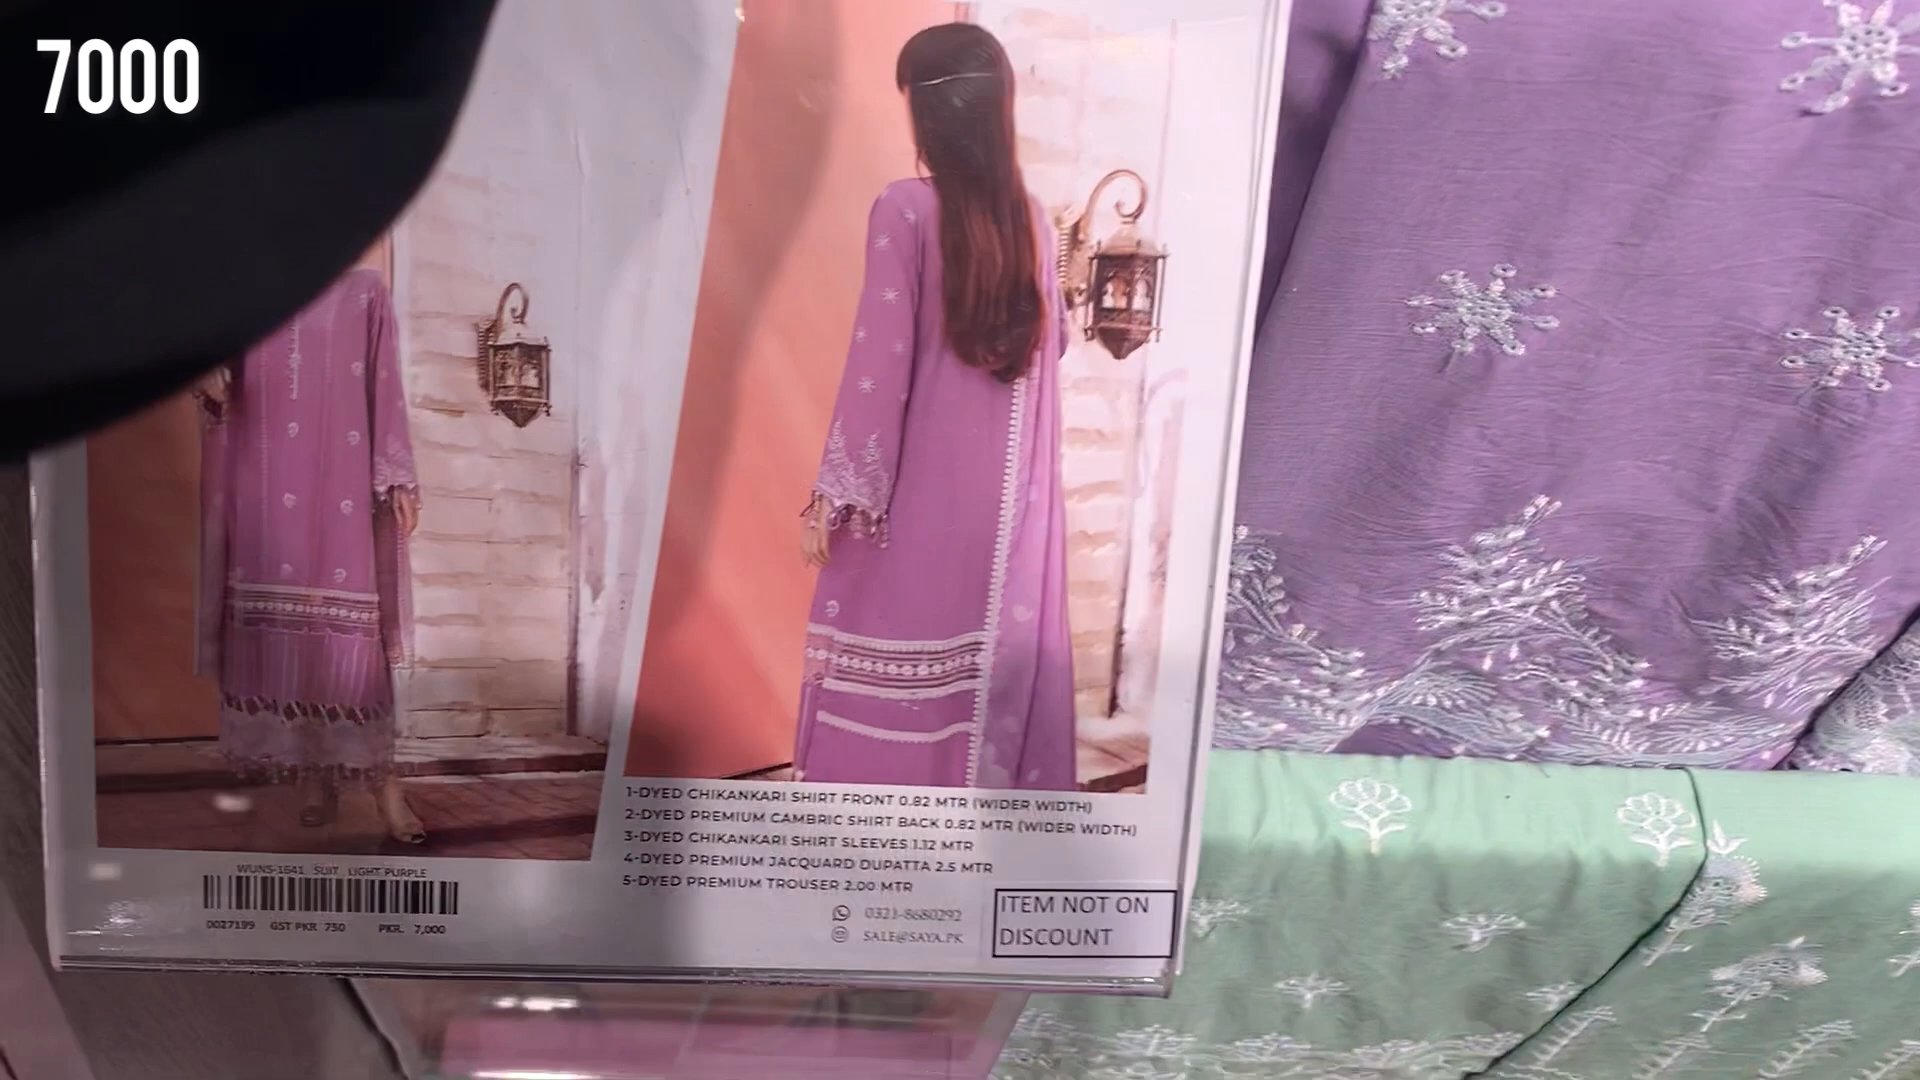 7000
1-DYED CHIKANKARI SHIRT FRONT 0.82 MTR (WIDER WIDTH)
2-DYED PREMIUM CAMBRIC SHIRT BACK 0.82 MTR (WIDER WIDTH)
3-DYED CHIKANKARI SHIRT SLEEVES 1.12 MTR
4-DYED PREMIUM JACQUARD DUPATTA 2.5 MTR
5-DYED PREMIUM TROUSER 2.00 MTR
WUNS-1641 SUIT LIGHT PURPLE
0027199 GST PKR 750 PKR. 7,000
0321-8680292
SALE@SAYA.PK
ITEM NOT ON
DISCOUNT